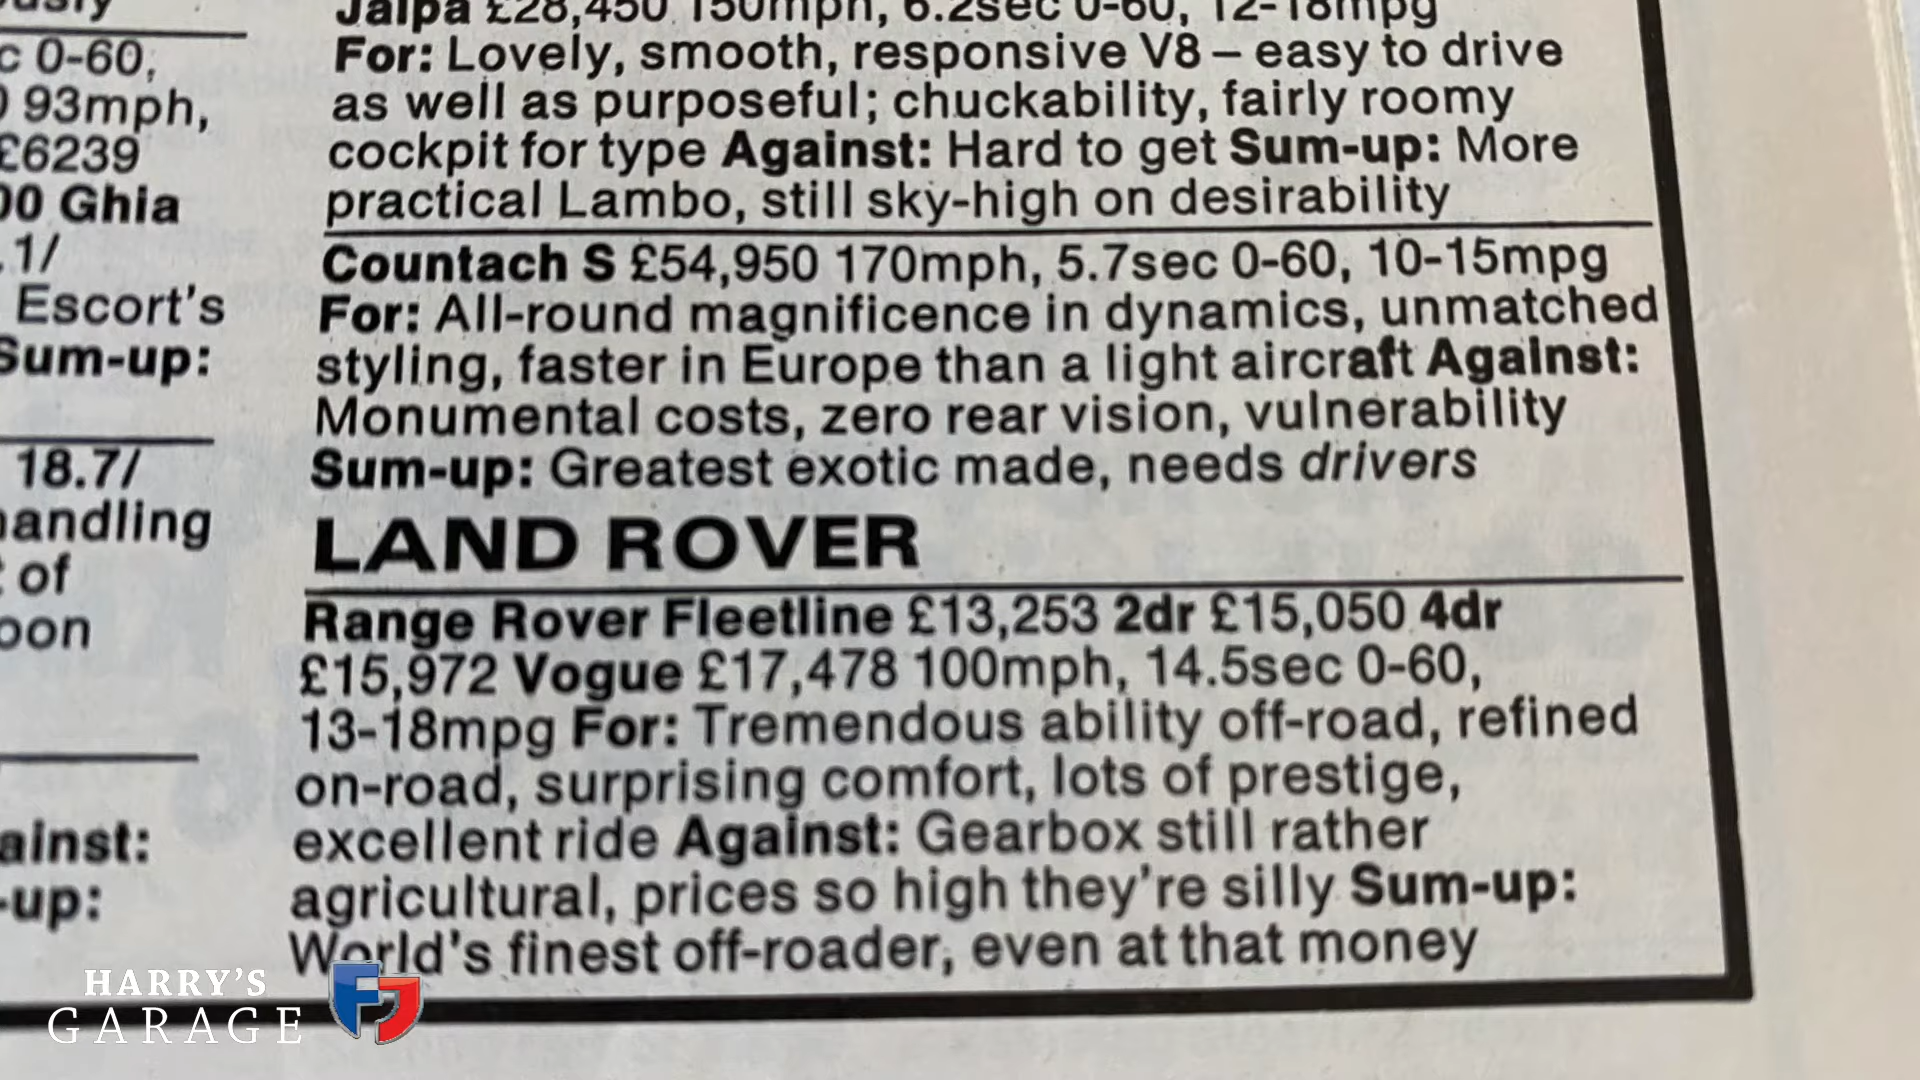 c 0-60,
93mph,
£6239
00 Ghia
.1/
Escort's
Sum-up:
18.7/
handling
of
Jalpa £28,450 150mph, 6.2sec 0-60, 12-18mpg
For: Lovely, smooth, responsive V8 – easy to drive
as well as purposeful; chuckability, fairly roomy
cockpit for type Against: Hard to get Sum-up: More
practical Lambo, still sky-high on desirability
Countach S £54,950 170mph, 5.7sec 0-60, 10-15mpg
For: All-round magnificence in dynamics, unmatched
styling, faster in Europe than a light aircraft Against:
Monumental costs, zero rear vision, vulnerability
Sum-up: Greatest exotic made, needs drivers
LAND ROVER
Range Rover Fleetline £13,253 2dr £15,050 4dr
£15,972 Vogue £17,478 100mph, 14.5sec 0-60,
13-18mpg For: Tremendous ability off-road, refined
on-road, surprising comfort, lots of prestige,
excellent ride Against: Gearbox still rather
agricultural, prices so high they're silly Sum-up:
World's finest off-roader, even at that money
HARRY'S
GARAGE